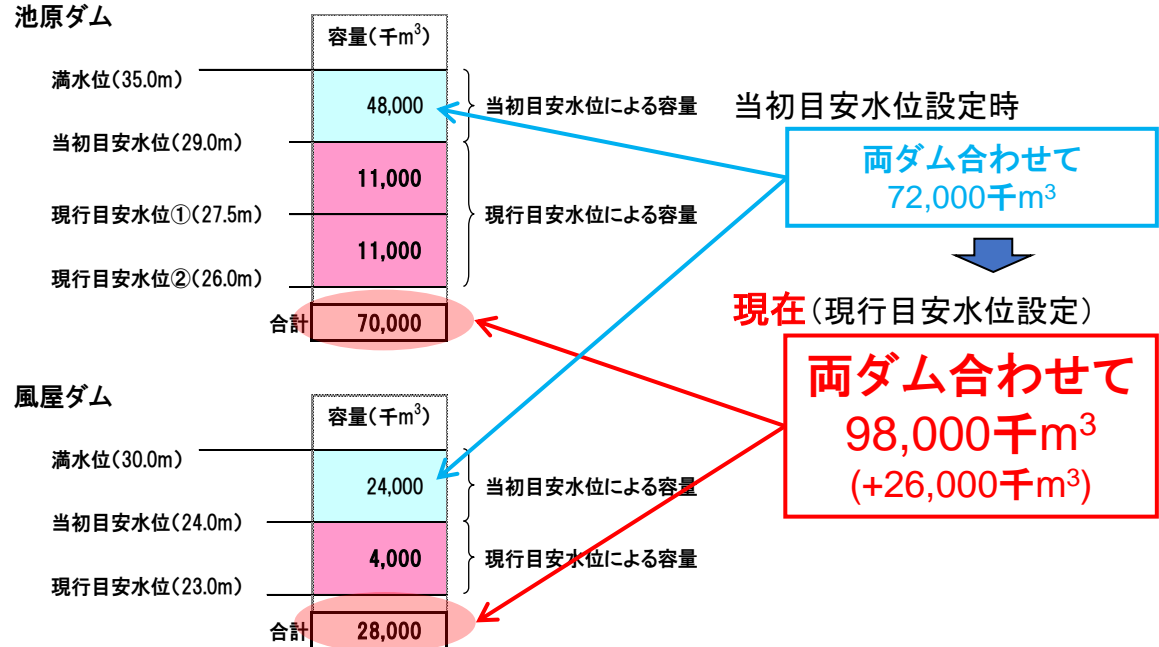 池原ダム
容量(千m³)
満水位(35.0m)
48,000
当初目安水位による容量
当初目安水位(29.0m)
11,000
現行目安水位①(27.5m)
現行目安水位による容量
11,000
現行目安水位②(26.0m)
合計 70,000
風屋ダム
容量(千m³)
満水位(30.0m)
24,000
当初目安水位による容量
当初目安水位(24.0m)
4,000
現行目安水位による容量
現行目安水位(23.0m)
合計 28,000
当初目安水位設定時
両ダム合わせて
72,000千m³
現在(現行目安水位設定)
両ダム合わせて
98,000千m³
(+26,000千m³)